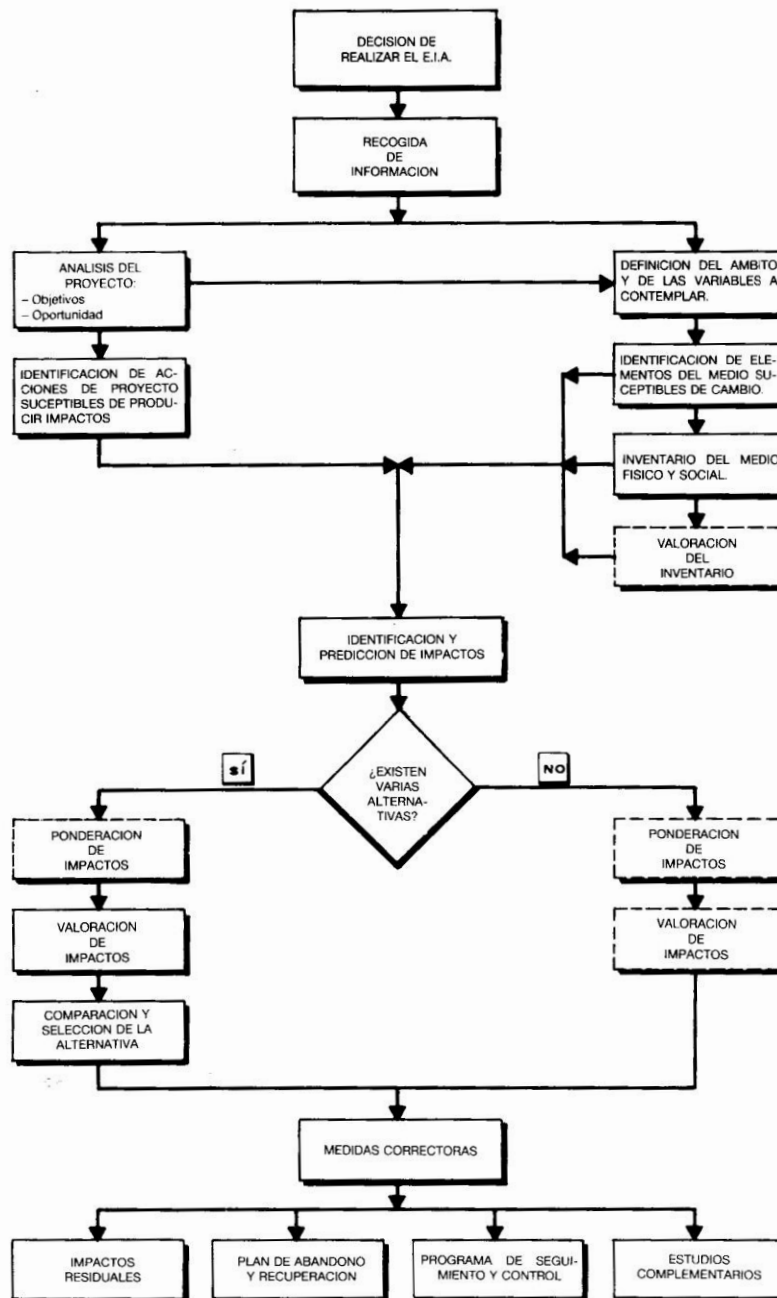 DECISION DE
REALIZAR EL E.I.A.
RECOGIDA
DE
INFORMACION
ANALISIS DEL
PROYECTO:
– Objetivos
– Oportunidad
DEFINICION DEL AMBITO
Y DE LAS VARIABLES A
CONTEMPLAR.
IDENTIFICACION DE AC-
CIONES DE PROYECTO
SUCEPTIBLES DE PRODU-
CIR IMPACTOS
IDENTIFICACION DE ELE-
MENTOS DEL MEDIO SU-
CEPTIBLES DE CAMBIO.
INVENTARIO DEL MEDIO
FISICO Y SOCIAL.
VALORACION
DEL
INVENTARIO
IDENTIFICACION Y
PREDICCION DE IMPACTOS
¿EXISTEN
VARIAS
ALTERNA-
TIVAS?
sí
NO
PONDERACION
DE
IMPACTOS
VALORACION
DE
IMPACTOS
COMPARACION Y
SELECCION DE LA
ALTERNATIVA
PONDERACION
DE
IMPACTOS
VALORACION
DE
IMPACTOS
MEDIDAS CORRECTORAS
IMPACTOS
RESIDUALES
PLAN DE ABANDONO
Y RECUPERACION
PROGRAMA DE SEGUI-
MIENTO Y CONTROL
ESTUDIOS
COMPLEMENTARIOS